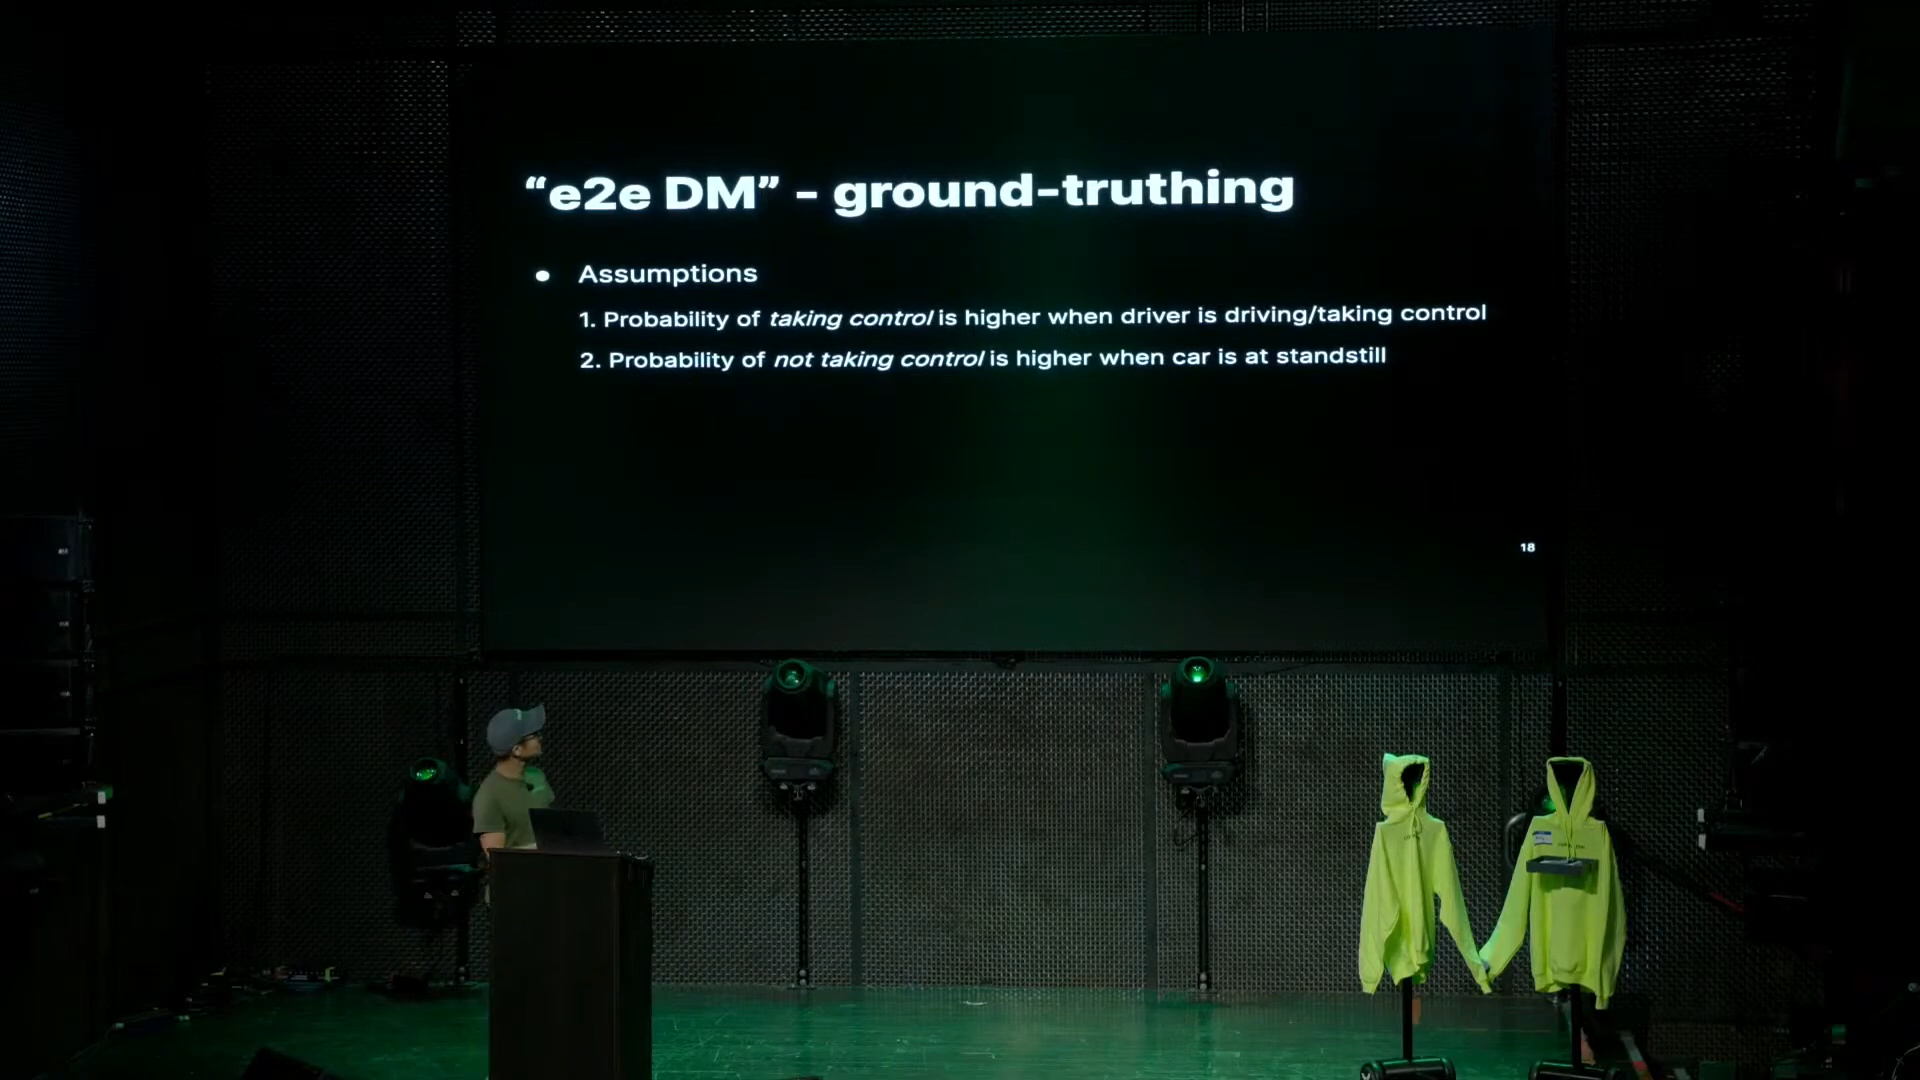 “e2e DM” - ground-truthing
● Assumptions
1. Probability of taking control is higher when driver is driving/taking control
2. Probability of not taking control is higher when car is at standstill
18